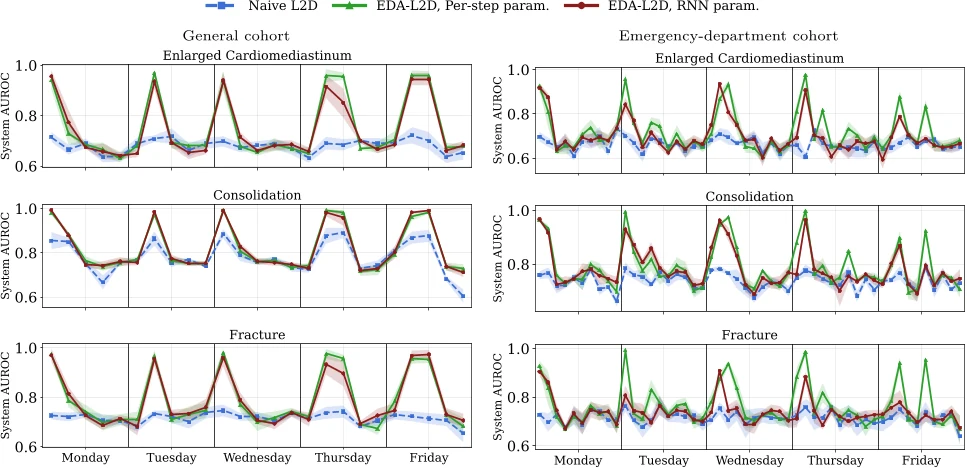 Naive L2D EDA-L2D, Per-step param. EDA-L2D, RNN param.
General cohort
Enlarged Cardiomediastinum
System AUROC
1.0
0.8
0.6
Consolidation
System AUROC
1.0
0.8
0.6
Fracture
System AUROC
1.0
0.8
0.6
Monday Tuesday Wednesday Thursday Friday
Emergency-department cohort
Enlarged Cardiomediastinum
System AUROC
1.0
0.8
0.6
Consolidation
System AUROC
1.0
0.8
Fracture
System AUROC
1.0
0.8
0.6
Monday Tuesday Wednesday Thursday Friday